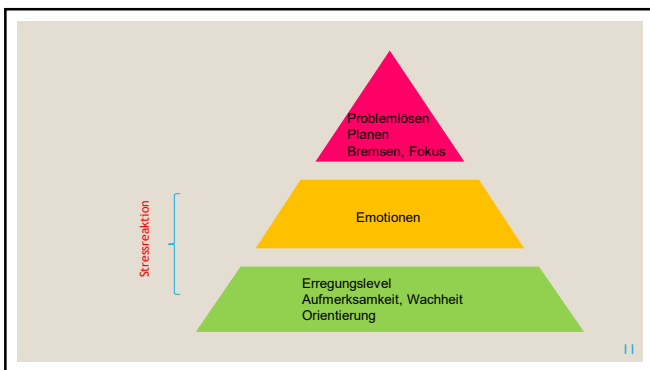 Problemlösen
Planen
Bremsen, Fokus
Emotionen
Stressreaktion
Erregungslevel
Aufmerksamkeit, Wachheit
Orientierung
11